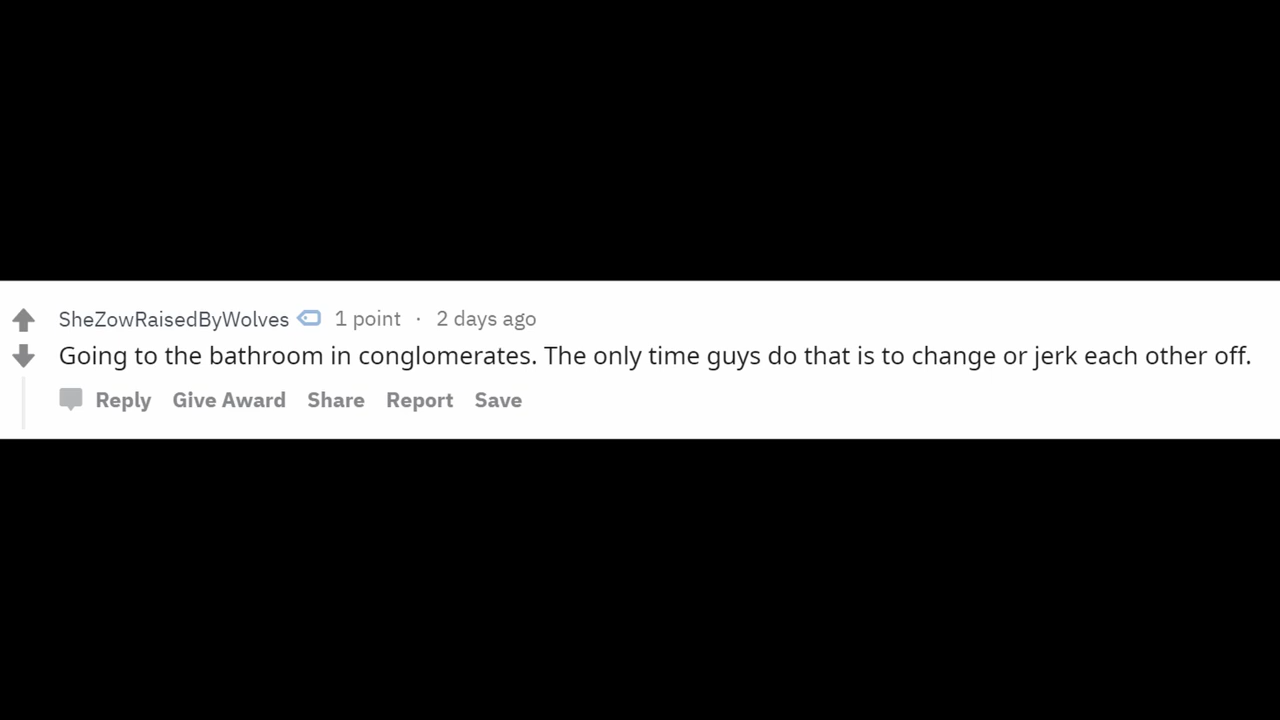 SheZowRaisedByWolves 1 point · 2 days ago
Going to the bathroom in conglomerates. The only time guys do that is to change or jerk each other off.
Reply Give Award Share Report Save